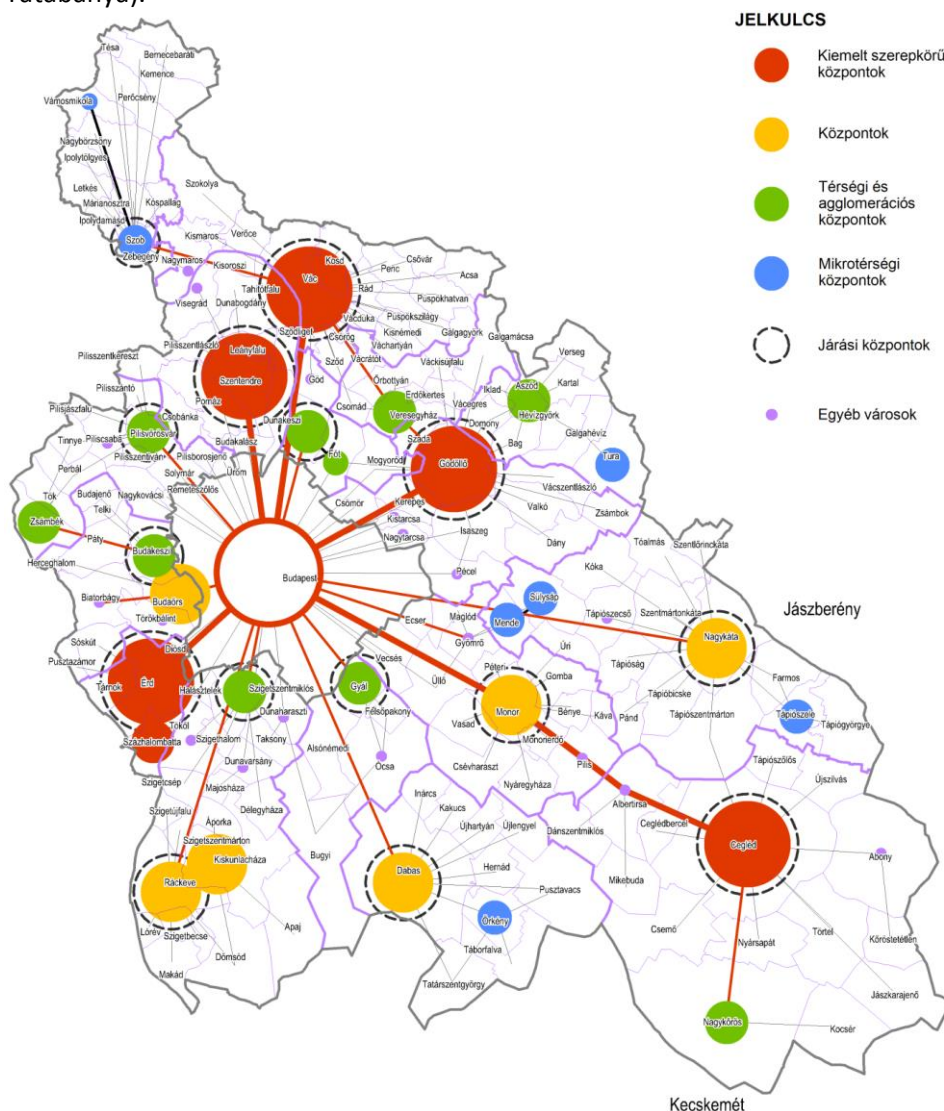 JELKULCS
Kiemelt szerepkörű
központok
Központok
Térségi és
agglomerációs
központok
Mikrotérségi
központok
Járási központok
Egyéb városok
Tésa
Bernecebaráti
Kemence
Perőcsény
Városmikola
Nagybörzsöny
Ipolytölgyes
Letkés
Márianosztra
Kóspallag
Ipolydamásd
Szob
Zebegény
Szokolya
Verőce
Kismaros
Nagymaros
Kisoroszi
Visegrád
Dunabogdány
Tahitótfalu
Vác
Kosd
Rád
Penc
Csővár
Acsa
Püspökhatvan
Püspökszilágy
Vácduka
Kisnémedi
Váchartyán
Galgagyörk
Galgamácsa
Sződliget
Csörög
Sződ
Vácrátót
Váckisújfalu
Göd
Pilisszentlászló
Leányfalu
Szentendre
Pomáz
Pilisszentkereszt
Pilisszántó
Pilisjászfalu
Csobánka
Tinnye
Piliscsaba
Pilisvörösvár
Pilisszentiván
Pilisborosjenő
Budakalász
Solymár
Üröm
Remeteszőlős
Perbál
Tök
Budajenő
Nagykovácsi
Telki
Zsámbék
Páty
Budakeszi
Herceghalom
Biatorbágy
Budaörs
Törökbálint
Dunakeszi
Fót
Csomád
Őrbottyán
Erdőkertes
Veresegyház
Vácegres
Iklad
Aszód
Verseg
Kartal
Hévízgyörk
Domony
Szada
Bag
Galgahévíz
Tura
Mogyoród
Gödöllő
Vácszentlászló
Valkó
Zsámbok
Csömör
Kerepes
Kistarcsa
Nagytarcsa
Isaszeg
Dány
Pécel
Budapest
Tóalmás
Szentlőrinckáta
Kóka
Sülysáp
Mende
Tápiószecső
Szentmártonkáta
Nagykáta
Ecser
Maglód
Gyömrő
Úri
Tápióság
Tápióbicske
Pánd
Tápiószentmárton
Farmos
Tápiószele
Tápiógyörgye
Jászberény
Sóskút
Pusztazámor
Diósd
Érd
Tárnok
Százhalombatta
Halásztelek
Szigetszentmiklós
Dunaharaszti
Tököl
Szigethalom
Taksony
Dunavarsány
Szigetcsép
Majosháza
Délegyháza
Szigetújfalu
Áporka
Szigetszentmárton
Kiskunlacháza
Ráckeve
Lórév
Szigetbecse
Makád
Dömsöd
Apaj
Bugyi
Vecsés
Gyál
Felsőpakony
Üllő
Alsónémedi
Ócsa
Péteri
Gomba
Monor
Bénye
Káva
Vasad
Monorierdő
Csévharaszt
Nyáregyháza
Pilis
Albertirsa
Inárcs
Kakucs
Újhartyán
Újlengyel
Dánszentmiklós
Hernád
Dabas
Pusztavacs
Mikebuda
Örkény
Táborfalva
Tatárszentgyörgy
Ceglédbercel
Cegléd
Tápiószőlős
Újszilvás
Abony
Csemő
Nyársapát
Törtel
Kőröstetétlen
Jászkarajenő
Nagykőrös
Kocsér
Kecskemét